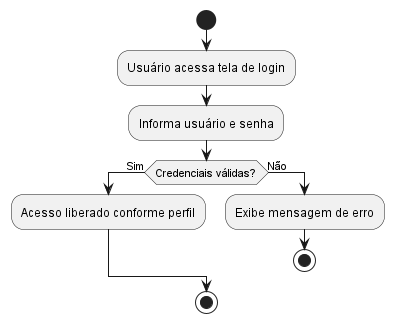 Usuário acessa tela de login
Informa usuário e senha
Sim
Credenciais válidas?
Não
Acesso liberado conforme perfil
Exibe mensagem de erro